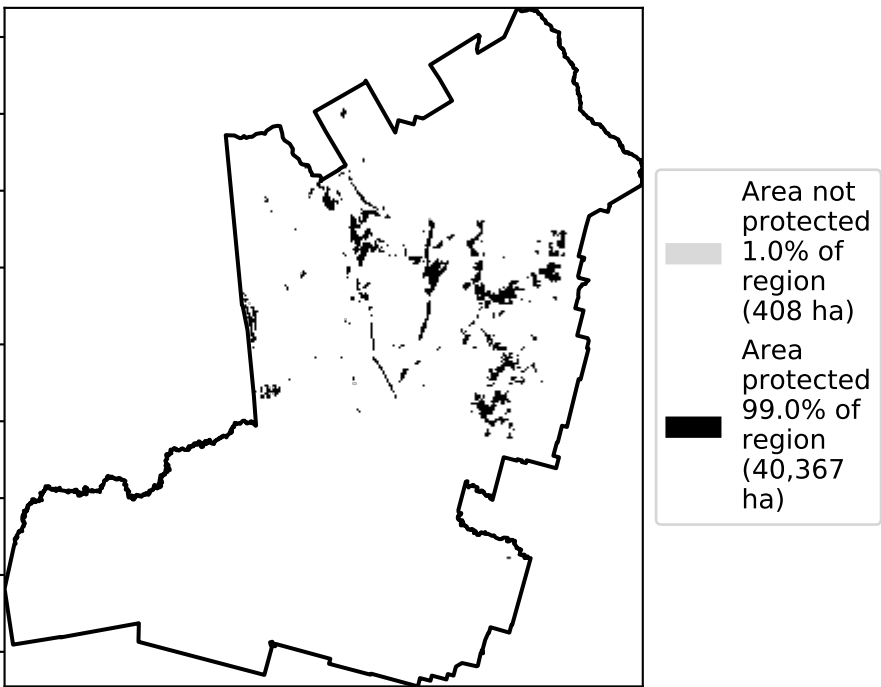 Area not
protected
1.0% of
region
(408 ha)
Area
protected
99.0% of
region
(40,367
ha)